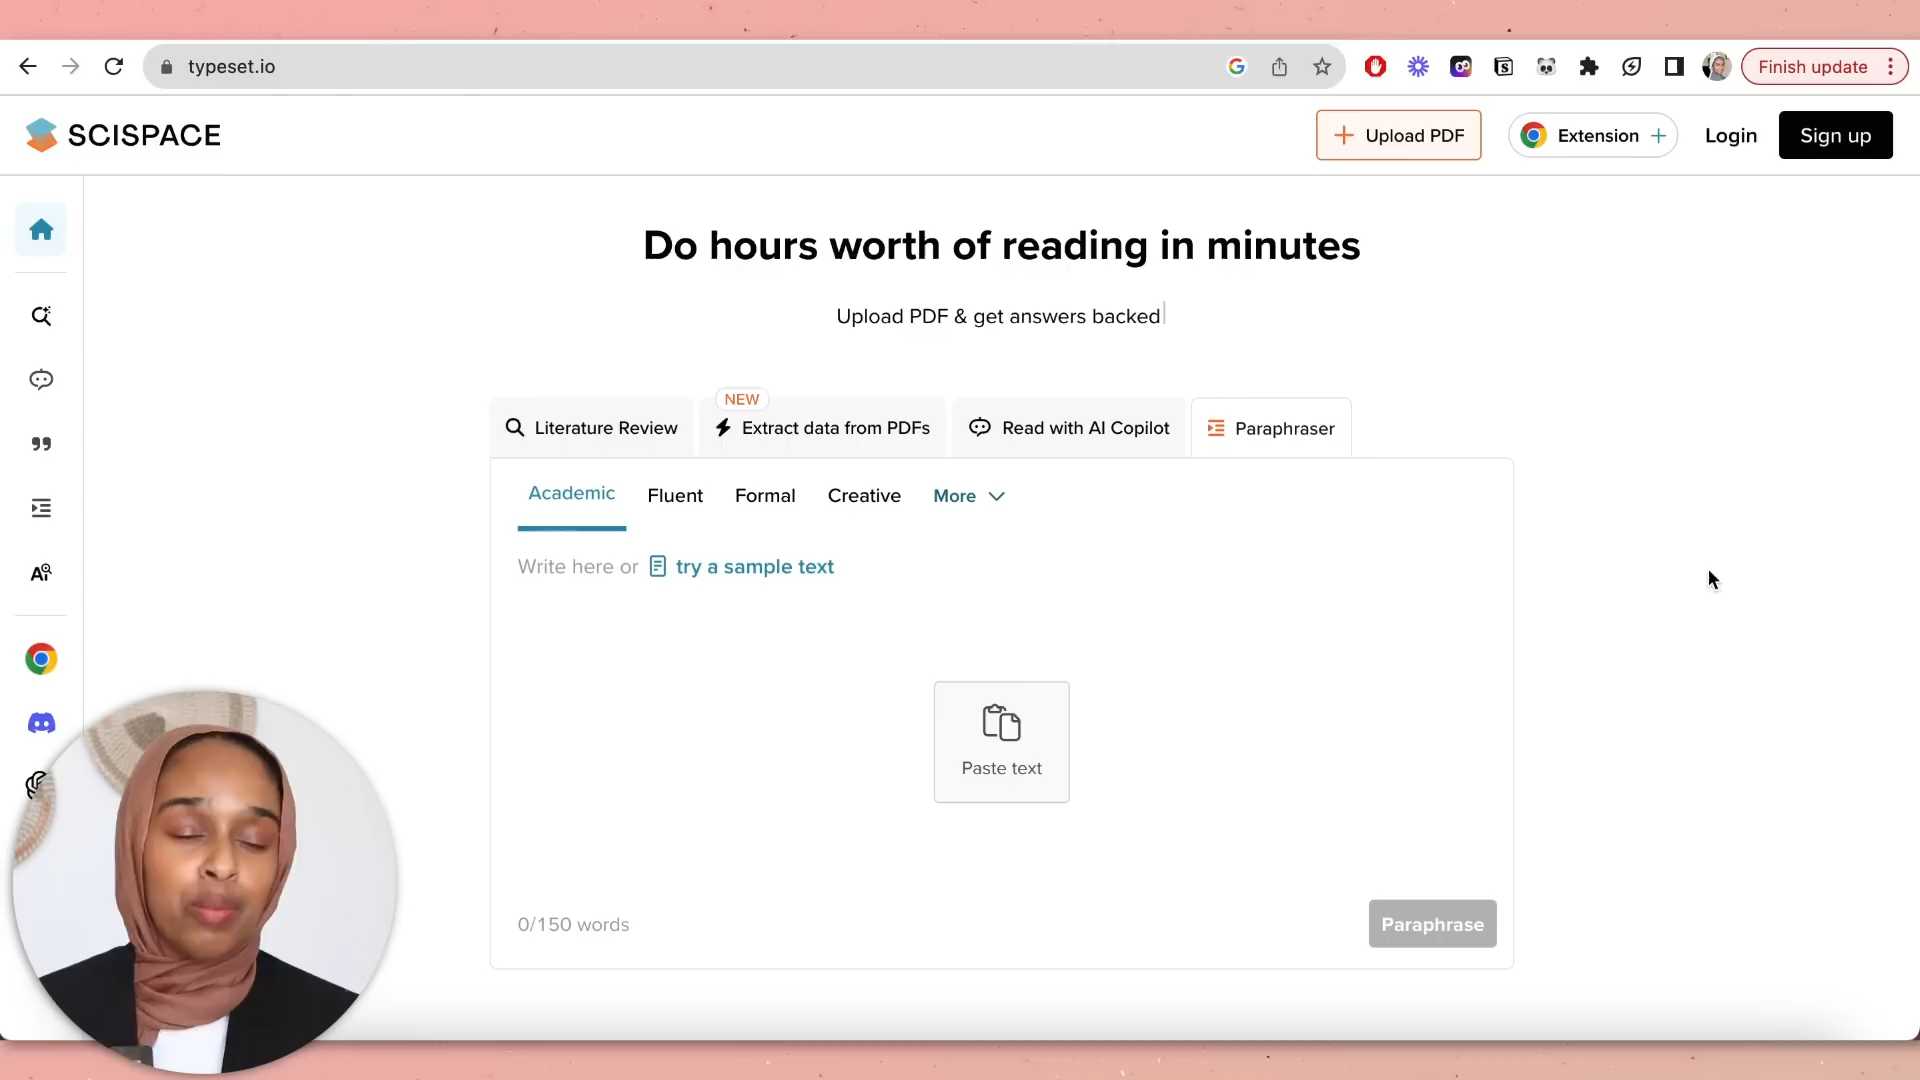 typeset.io
Finish update
SCISPACE
Upload PDF
Extension
Login
Sign up
Do hours worth of reading in minutes
Upload PDF & get answers backed
NEW
Literature Review
Extract data from PDFs
Read with AI Copilot
Paraphraser
Academic
Fluent
Formal
Creative
More
Write here or try a sample text
Paste text
0/150 words
Paraphrase